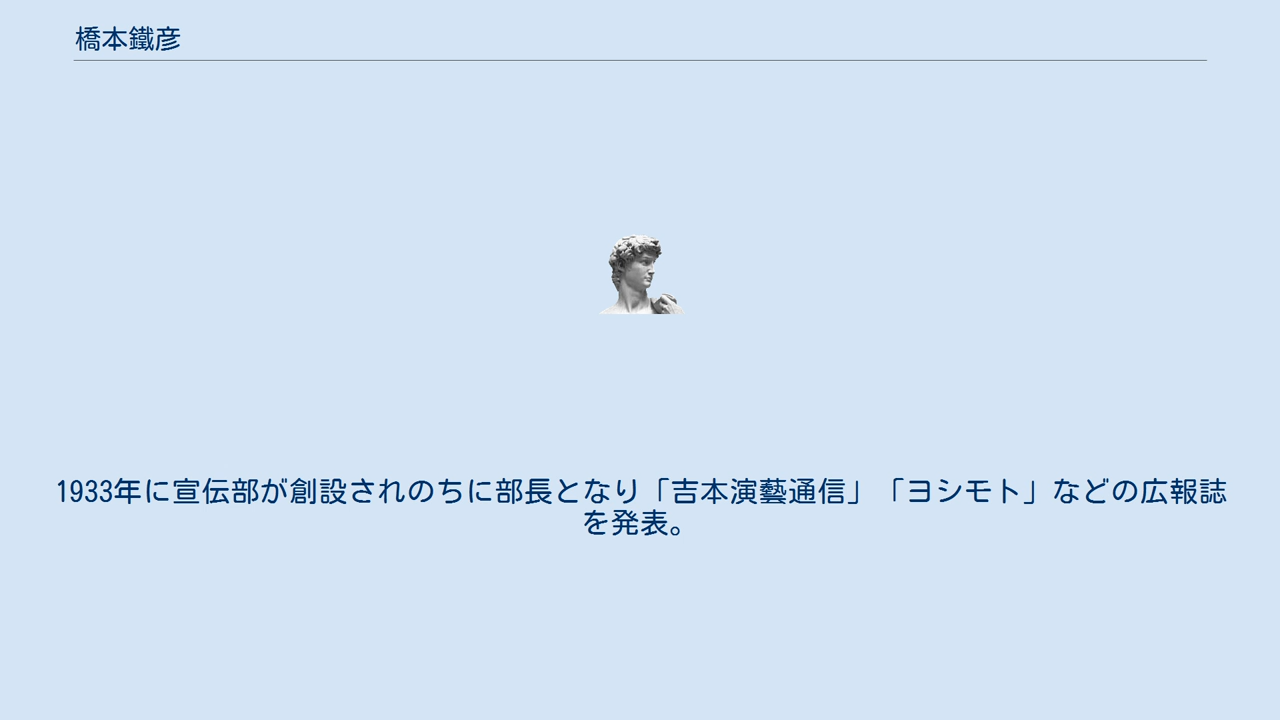 橋本鐵彦
1933年に宣伝部が創設されのちに部長となり「吉本演藝通信」「ヨシモト」などの広報誌
を発表。